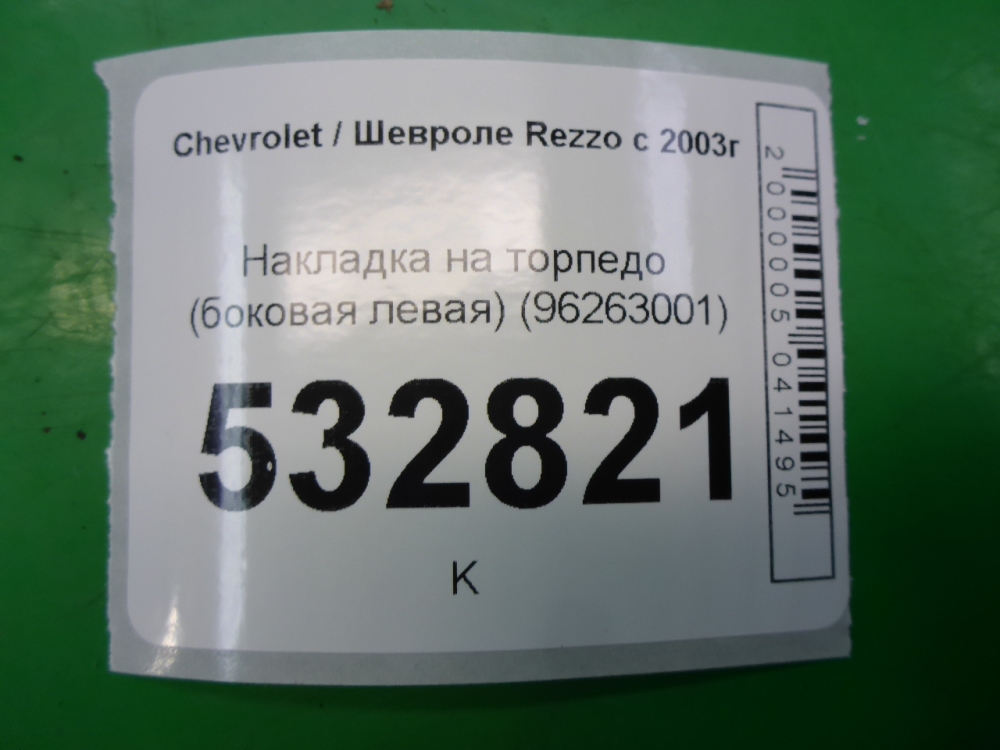 Chevrolet / Шевроле Rezzo с 2003г
Накладка на торпедо
(боковая левая) (96263001)
532821
К
2000005041495